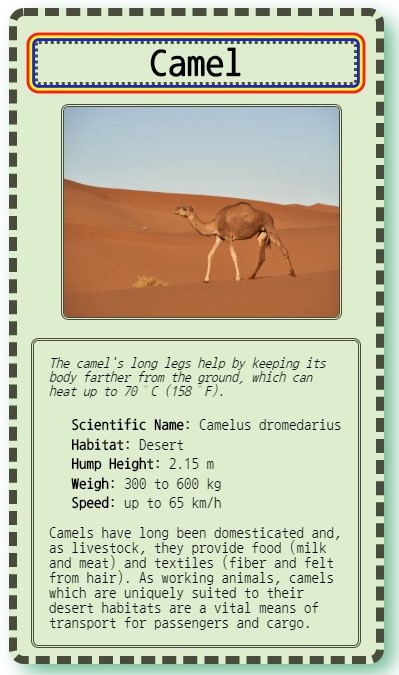 Camel
The camel's long legs help by keeping its
body farther from the ground, which can
heat up to 70 °C (158 °F).
Scientific Name: Camelus dromedarius
Habitat: Desert
Hump Height: 2.15 m
Weigh: 300 to 600 kg
Speed: up to 65 km/h
Camels have long been domesticated and,
as livestock, they provide food (milk
and meat) and textiles (fiber and felt
from hair). As working animals, camels
which are uniquely suited to their
desert habitats are a vital means of
transport for passengers and cargo.